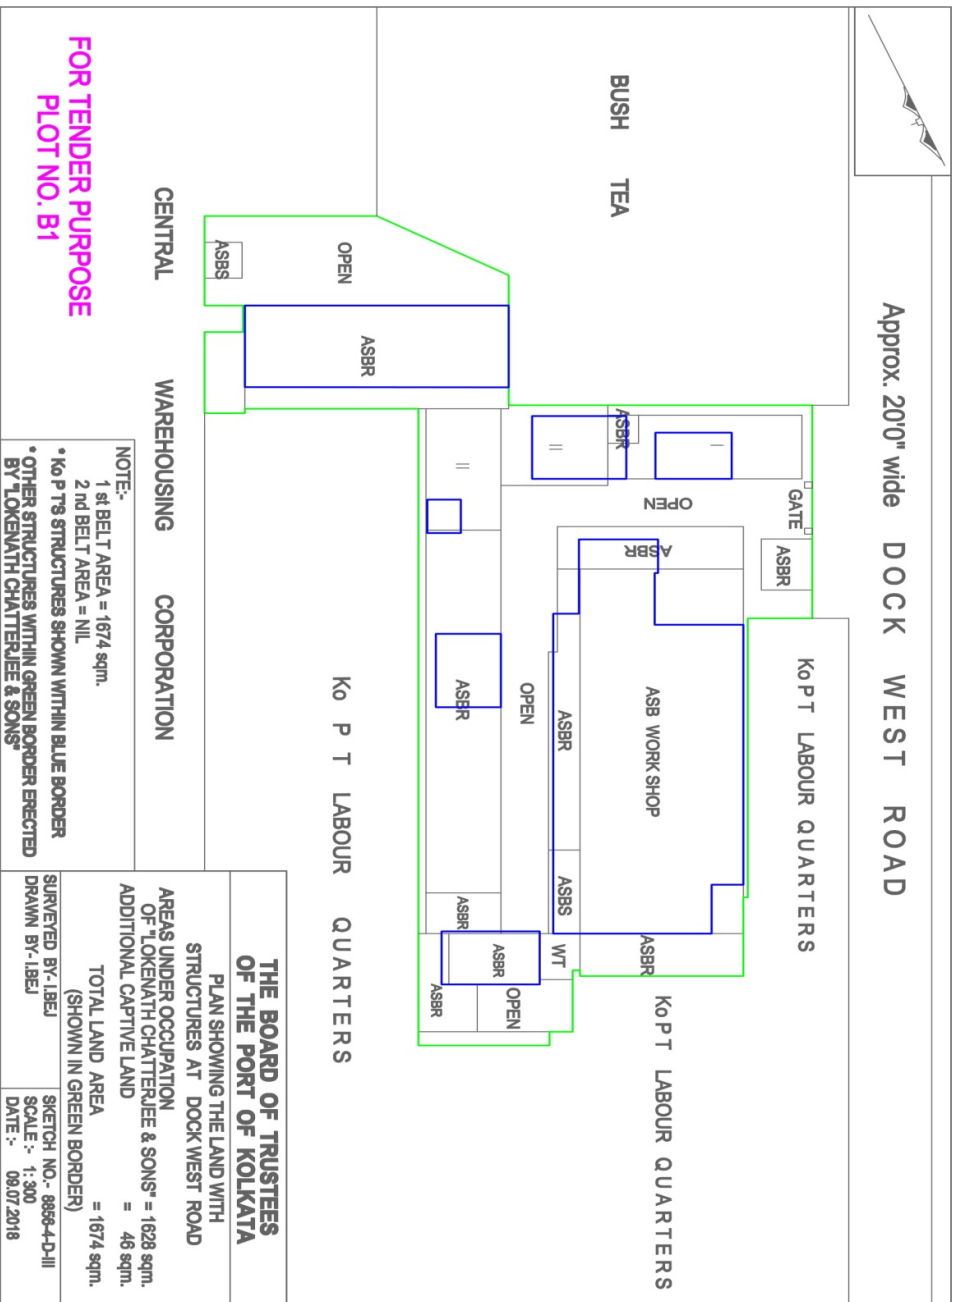 Approx. 20'0" wide DOCK WEST ROAD
BUSH TEA
GATE
ASBR
KoPT LABOUR QUARTERS
ASBR
OPEN
ASBR
ASB WORK SHOP
ASBR
KoPT LABOUR QUARTERS
ASBR
ASBS
WT
OPEN
OPEN
ASBR
ASBR
ASBR
ASBR
OPEN
ASBR
ASBR
Ko P T LABOUR QUARTERS
OPEN
ASBS
CENTRAL WAREHOUSING CORPORATION
FOR TENDER PURPOSE
PLOT NO. B1
NOTE:-
1 st BELT AREA = 1674 sqm.
2 nd BELT AREA = NIL
* Ko P T'S STRUCTURES SHOWN WITHIN BLUE BORDER
* OTHER STRUCTURES WITHIN GREEN BORDER ERECTED
BY "LOKENATH CHATTERJEE & SONS"
THE BOARD OF TRUSTEES
OF THE PORT OF KOLKATA
PLAN SHOWING THE LAND WITH
STRUCTURES AT DOCK WEST ROAD
AREAS UNDER OCCUPATION
OF "LOKENATH CHATTERJEE & SONS" = 1628 sqm.
ADDITIONAL CAPTIVE LAND = 46 sqm.
TOTAL LAND AREA = 1674 sqm.
(SHOWN IN GREEN BORDER)
SURVEYED BY- I.BEJ
DRAWN BY- I.BEJ
SKETCH NO.- 8856-4-D-III
SCALE :- 1: 300
DATE :- 09.07.2018